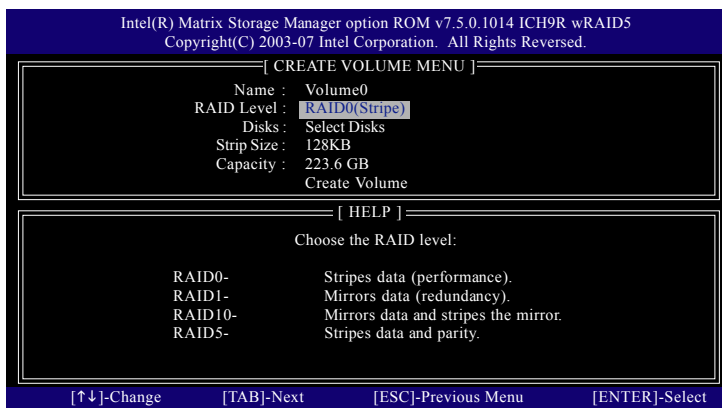 Intel(R) Matrix Storage Manager option ROM v7.5.0.1014 ICH9R wRAID5
Copyright(C) 2003-07 Intel Corporation. All Rights Reversed.
[ CREATE VOLUME MENU ]
Name : Volume0
RAID Level : RAID0(Stripe)
Disks : Select Disks
Strip Size : 128KB
Capacity : 223.6 GB
Create Volume
[ HELP ]
Choose the RAID level:
RAID0- Stripes data (performance).
RAID1- Mirrors data (redundancy).
RAID10- Mirrors data and stripes the mirror.
RAID5- Stripes data and parity.
[↑↓]-Change [TAB]-Next [ESC]-Previous Menu [ENTER]-Select